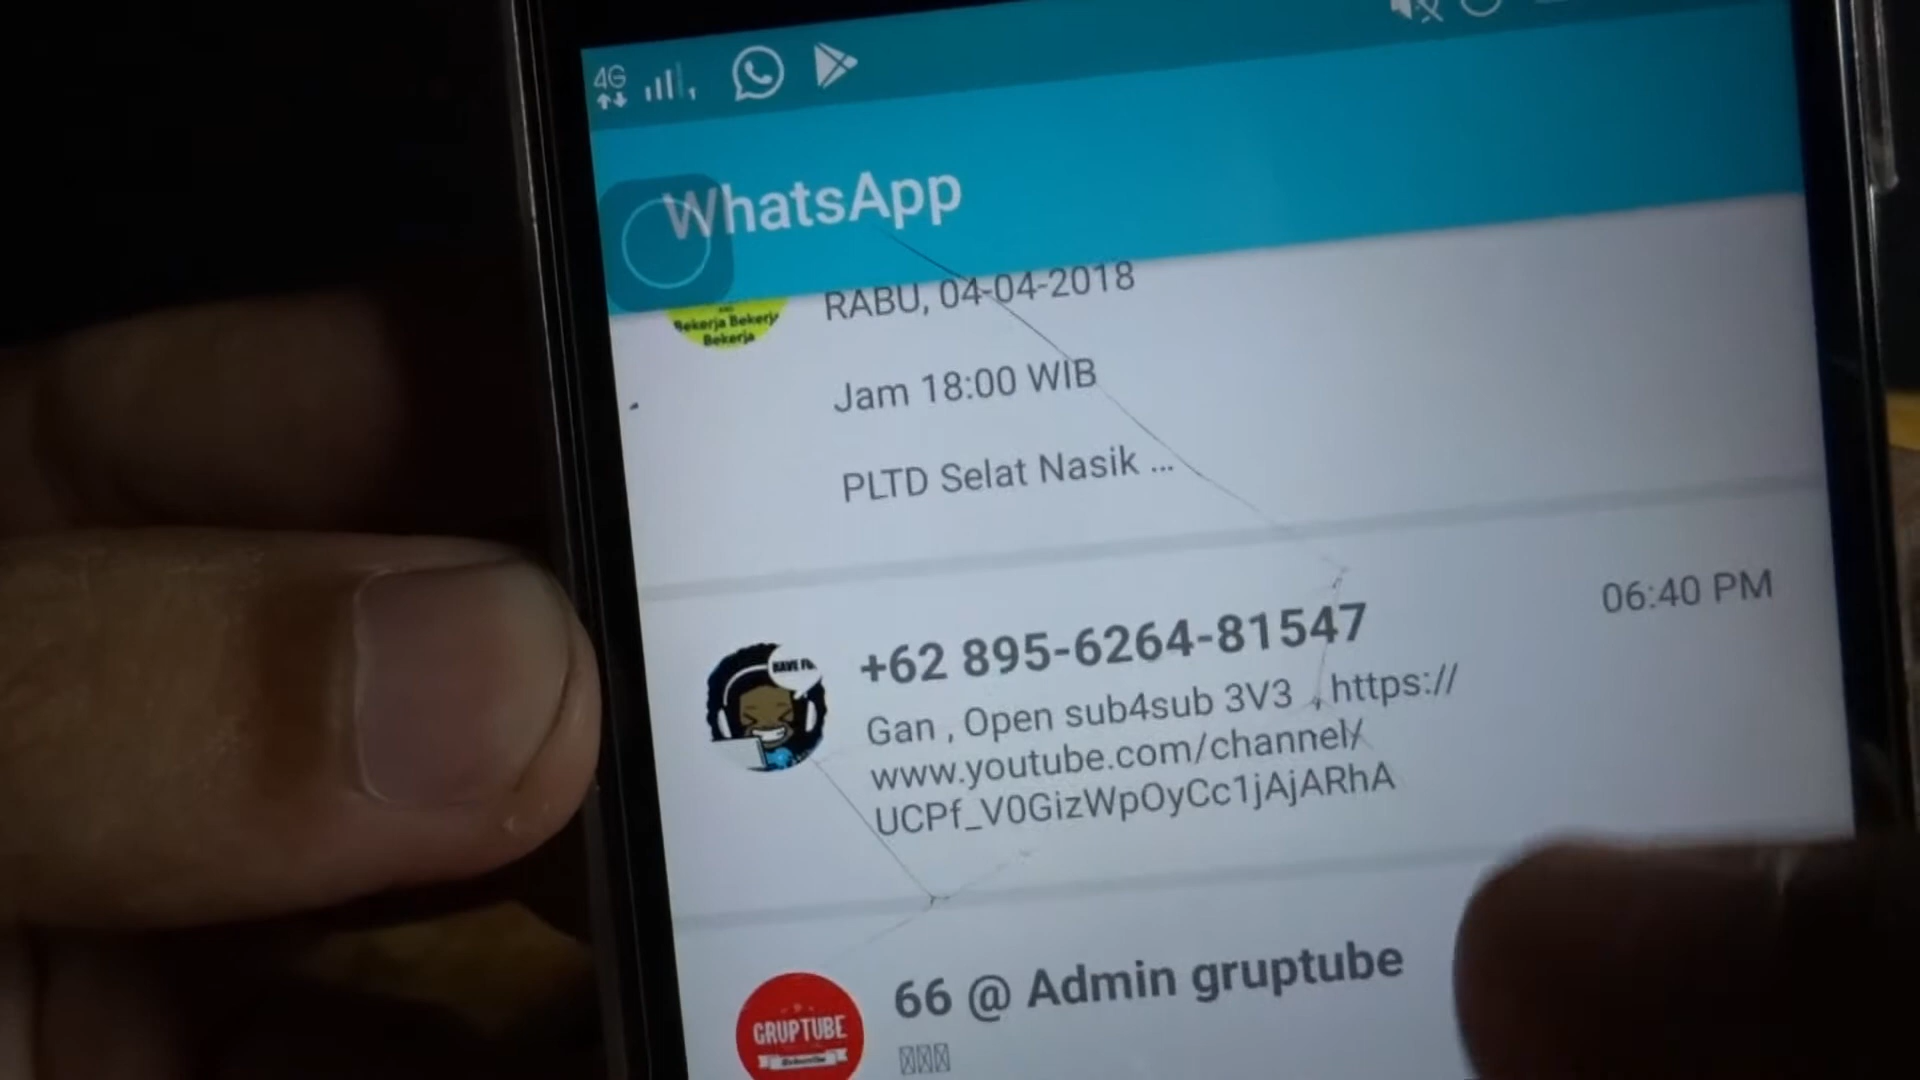 4G
WhatsApp
RABU, 04-04-2018
Bekerja Bekerja
Bekerja
Jam 18:00 WIB
PLTD Selat Nasik ...
+62 895-6264-81547
06:40 PM
Gan , Open sub4sub 3V3 , https://
www.youtube.com/channel/
UCPf_V0GizWpOyCc1jAjARhA
66 @ Admin gruptube
GRUPTUBE